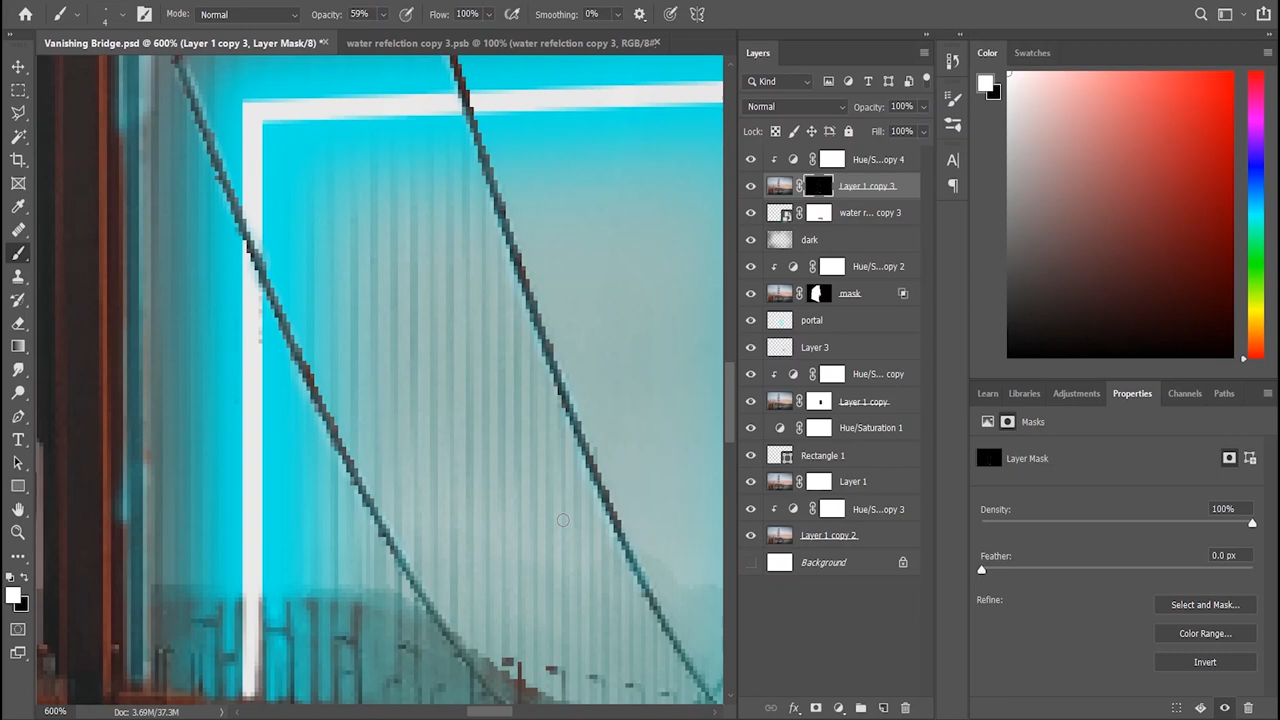 Mode: Normal Opacity: 59% Flow: 100% Smoothing: 0%
4
Vanishing Bridge.psd @ 600% (Layer 1 copy 3, Layer Mask/8) *
water refelction copy 3.psb @ 100% (water refelction copy 3, RGB/8#
Layers
Kind
Normal Opacity: 100%
Lock: Fill: 100%
Hue/S...opy 4
Layer 1 copy 3
water r... copy 3
dark
Hue/S...opy 2
mask
portal
Layer 3
Hue/S... copy
Layer 1 copy
Hue/Saturation 1
Rectangle 1
Layer 1
Hue/S...opy 3
Layer 1 copy 2
Background
Color Swatches
Learn Libraries Adjustments Properties Channels Paths
Masks
Layer Mask
Density: 100%
Feather: 0.0 px
Refine: Select and Mask...
Color Range...
Invert
600% Doc: 3.69M/37.3M